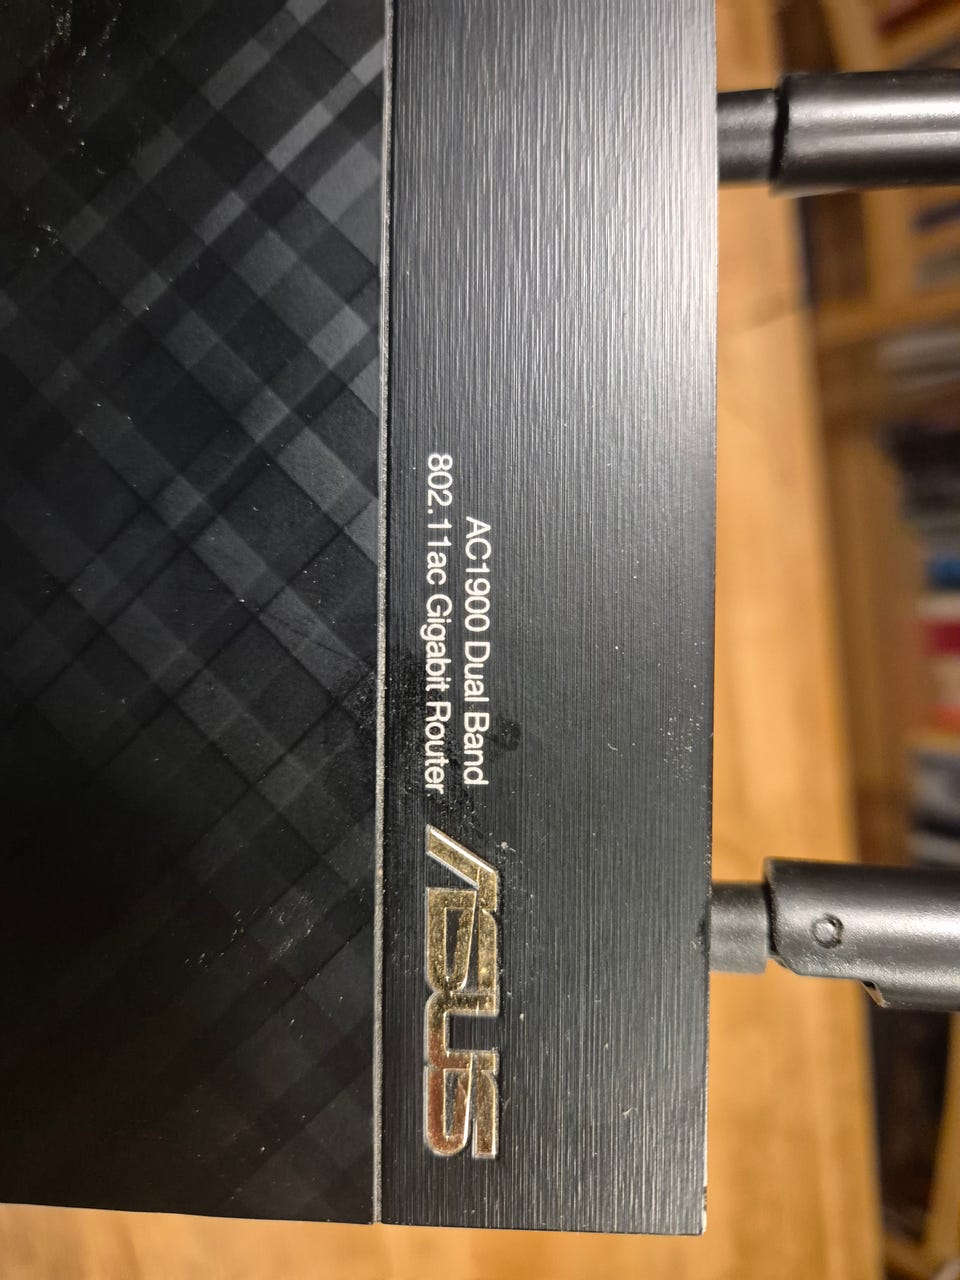 AC1900 Dual Band
802.11ac Gigabit Router
ASUS